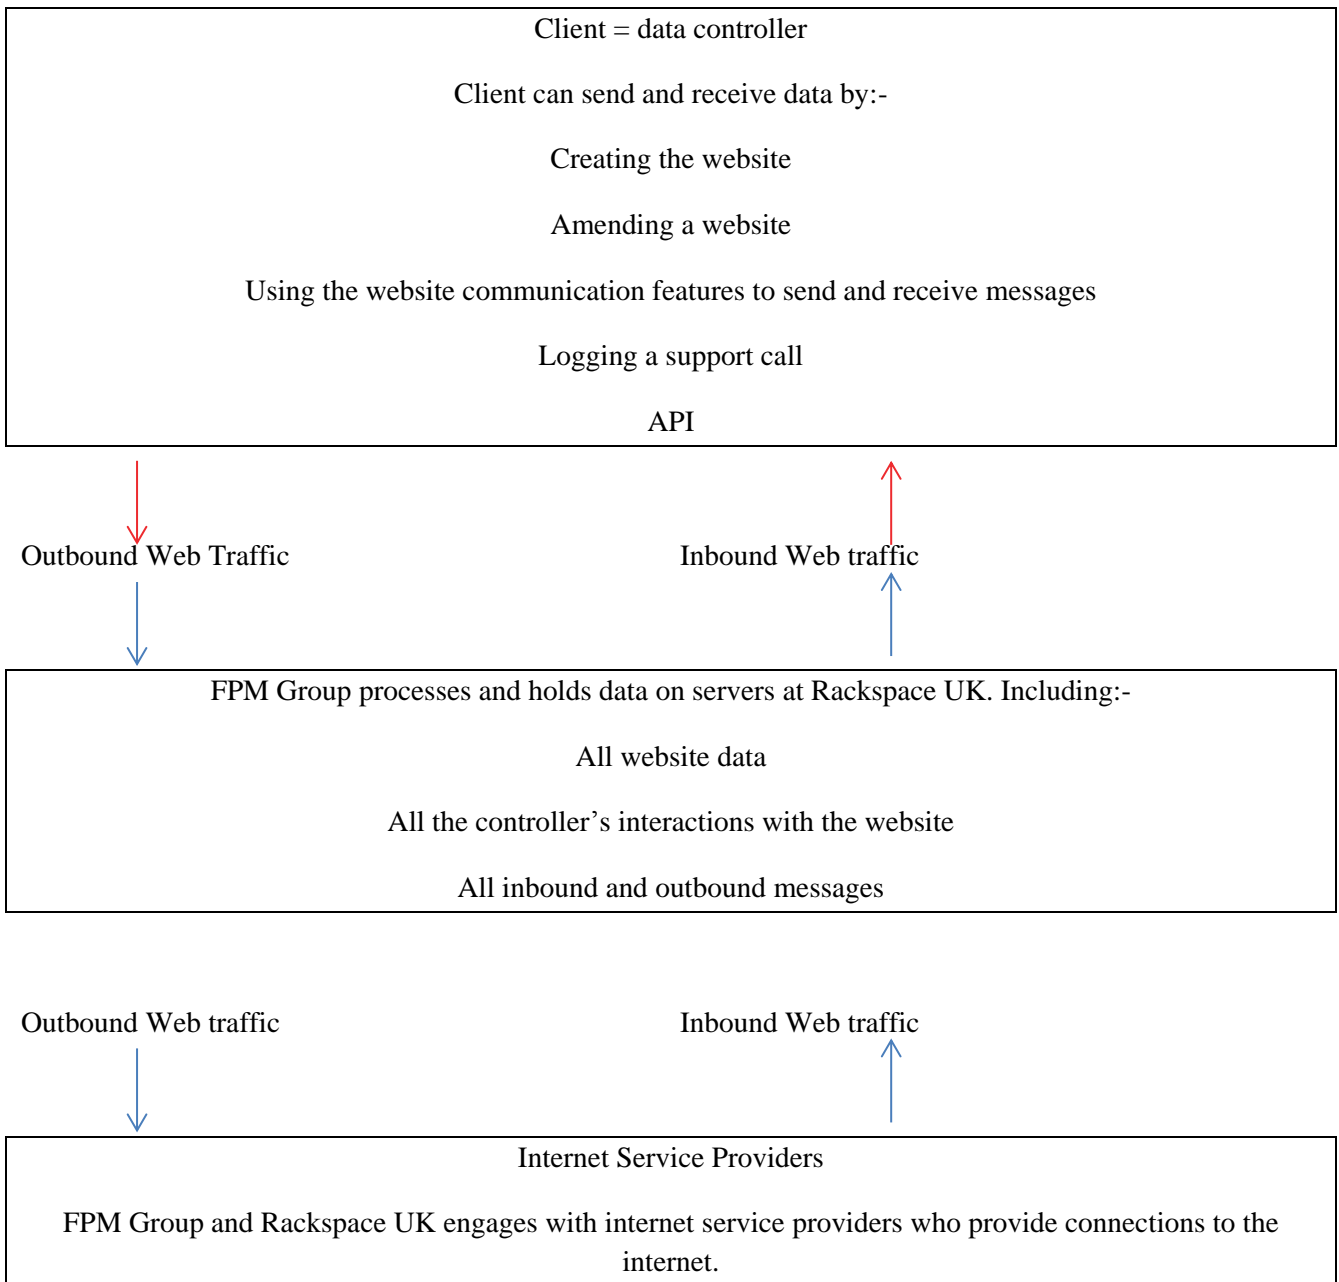 Client = data controller
Client can send and receive data by:-
Creating the website
Amending a website
Using the website communication features to send and receive messages
Logging a support call
API
Outbound Web Traffic
Inbound Web traffic
FPM Group processes and holds data on servers at Rackspace UK. Including:-
All website data
All the controller’s interactions with the website
All inbound and outbound messages
Outbound Web traffic
Inbound Web traffic
Internet Service Providers
FPM Group and Rackspace UK engages with internet service providers who provide connections to the
internet.